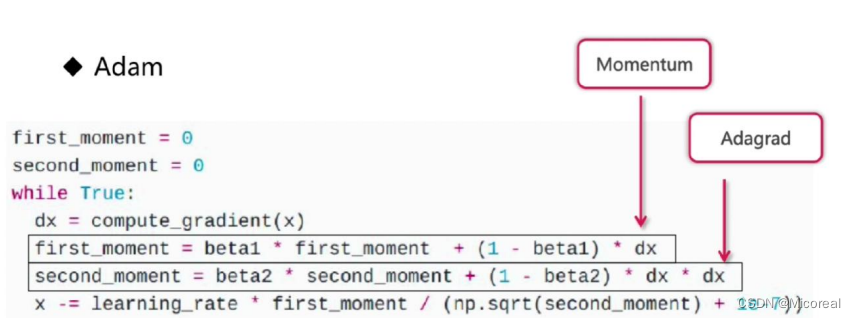 ◆ Adam
Momentum
Adagrad
first_moment = 0
second_moment = 0
while True:
dx = compute_gradient(x)
first_moment = beta1 * first_moment + (1 - beta1) * dx
second_moment = beta2 * second_moment + (1 - beta2) * dx * dx
x -= learning_rate * first_moment / (np.sqrt(second_moment) + 1e-7))
CSDN @Micoreal